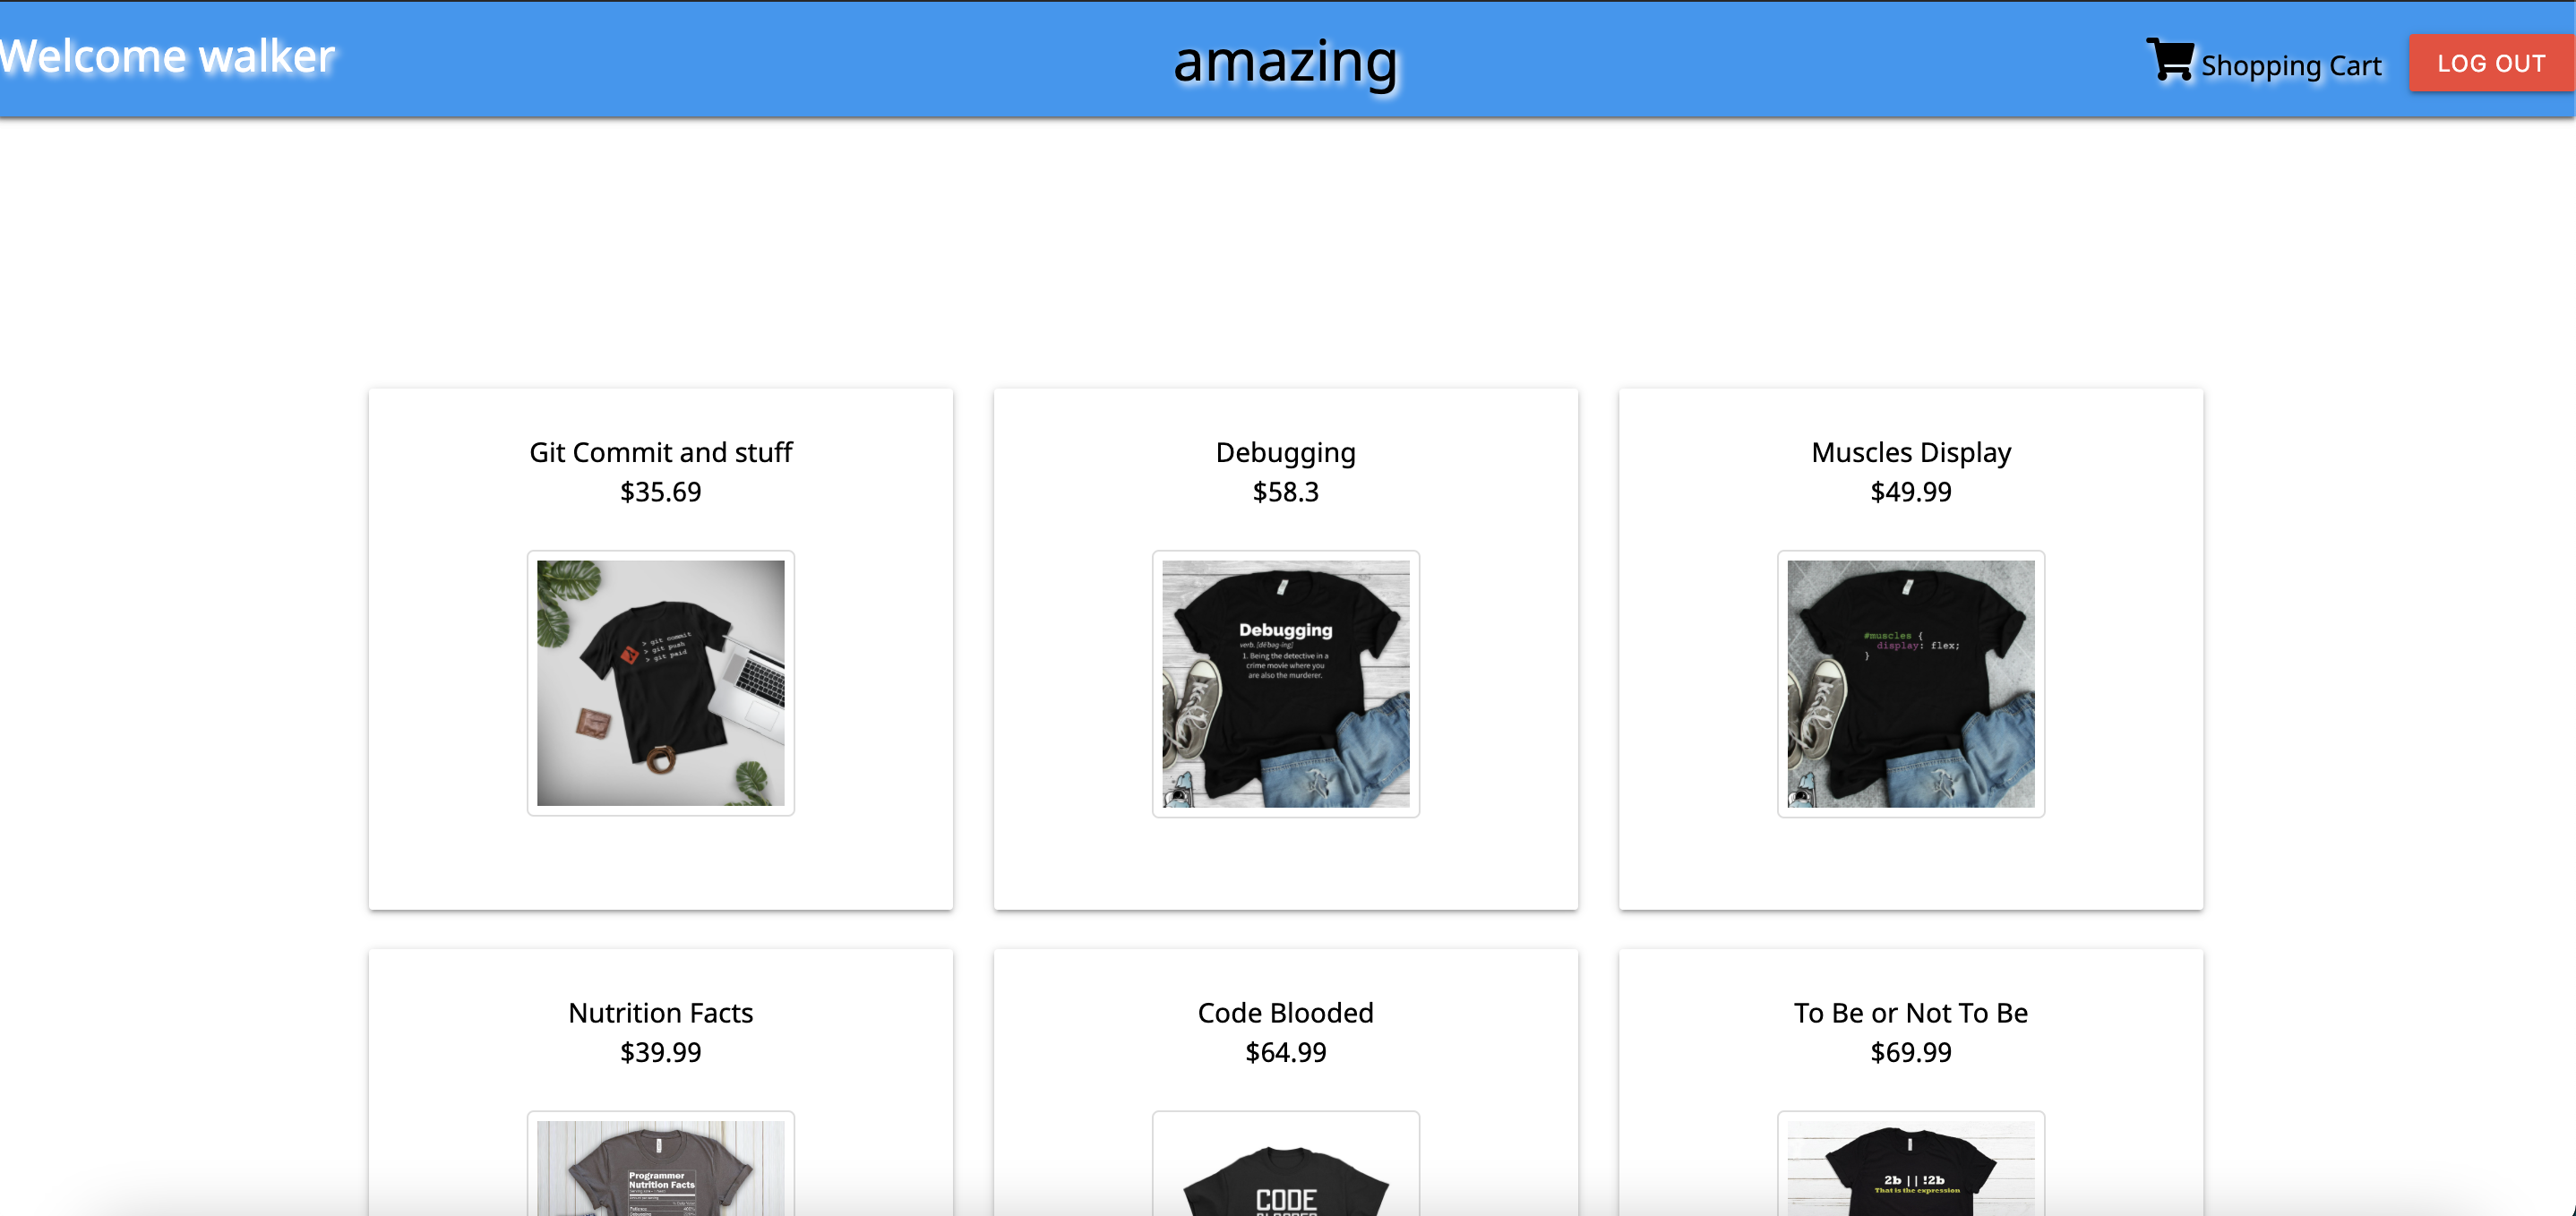 Welcome walker
amazing
Shopping Cart
LOG OUT
Git Commit and stuff
$35.69
> git commit
> git push
> git paid
Debugging
$58.3
Debugging
verb. [dēˈbəg-ing]
1. Being the detective in a
crime movie where you
are also the murderer.
Muscles Display
$49.99
#muscles {
display: flex;
}
Nutrition Facts
$39.99
Programmer
Nutrition Facts
Code Blooded
$64.99
CODE
To Be or Not To Be
$69.99
2b || !2b
That is the expression